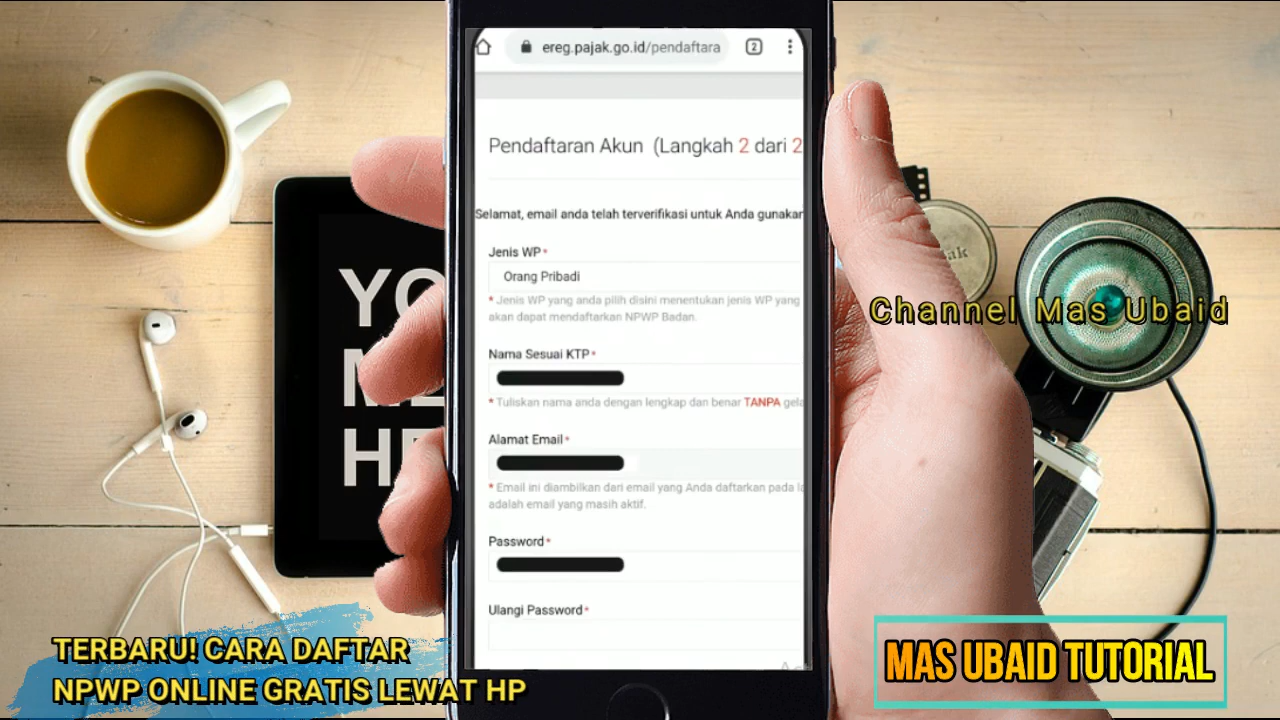 ereg.pajak.go.id/pendaftara
2
Pendaftaran Akun (Langkah 2 dari 2
Selamat, email anda telah terverifikasi untuk Anda gunakan
Jenis WP*
Orang Pribadi
* Jenis WP yang anda pilih disini menentukan jenis WP yang
akan dapat mendaftarkan NPWP Badan.
Nama Sesuai KTP*
* Tuliskan nama anda dengan lengkap dan benar TANPA gela
Alamat Email*
* Email ini diambilkan dari email yang Anda daftarkan pada la
adalah email yang masih aktif.
Password*
Ulangi Password*
YO
ME
HE
Channel Mas Ubaid
TERBARU! CARA DAFTAR
NPWP ONLINE GRATIS LEWAT HP
MAS UBAID TUTORIAL